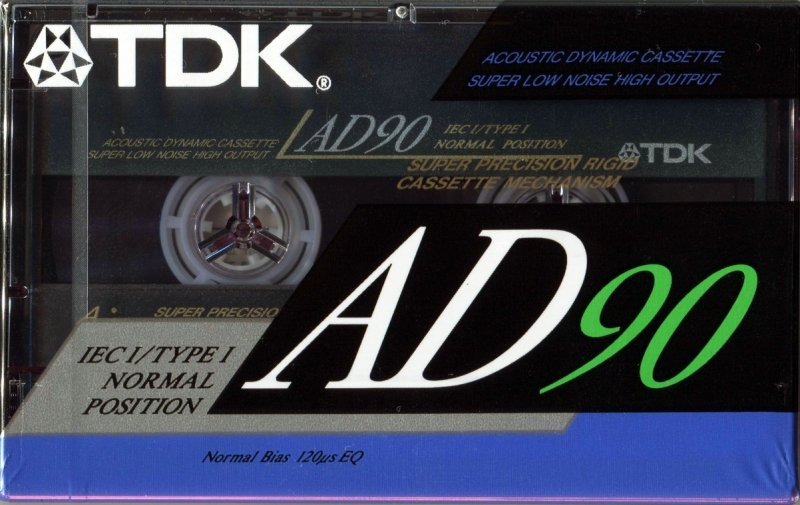 TDK®
ACOUSTIC DYNAMIC CASSETTE
SUPER LOW NOISE HIGH OUTPUT
ACOUSTIC DYNAMIC CASSETTE
SUPER LOW NOISE HIGH OUTPUT
AD90
IEC I/TYPE I
NORMAL POSITION
TDK
SUPER PRECISION RIGID
CASSETTE MECHANISM
A
SUPER PRECISIO
IEC I/TYPE I
NORMAL
POSITION
AD90
Normal Bias 120µs EQ